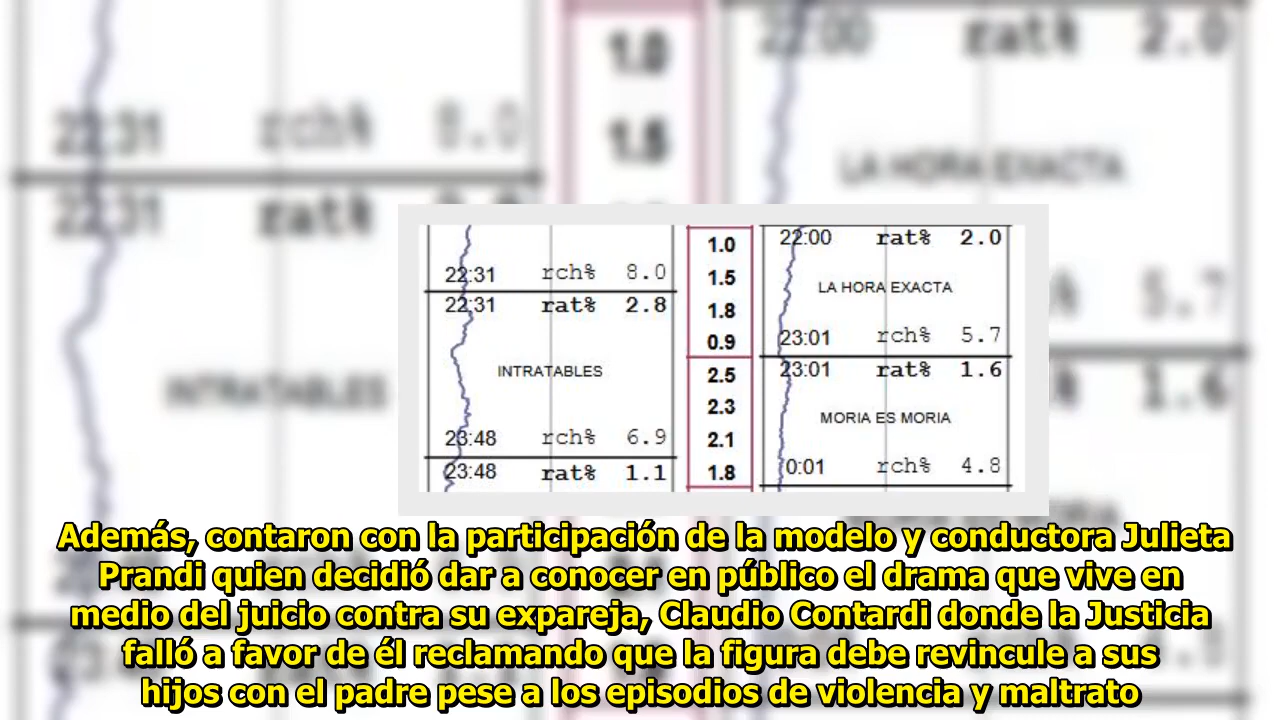 22:00 rat% 2.0
1.0
22:31 rch% 8.0
1.5
LA HORA EXACTA
22:31 rat% 2.8
1.8
23:01 rch% 5.7
0.9
INTRATABLES
2.5
23:01 rat% 1.6
2.3
MORIA ES MORIA
23:48 rch% 6.9
2.1
0:01 rch% 4.8
23:48 rat% 1.1
1.8
Además, contaron con la participación de la modelo y conductora Julieta
Prandi quien decidió dar a conocer en público el drama que vive en
medio del juicio contra su expareja, Claudio Contardi donde la Justicia
falló a favor de él reclamando que la figura debe revincule a sus
hijos con el padre pese a los episodios de violencia y maltrato